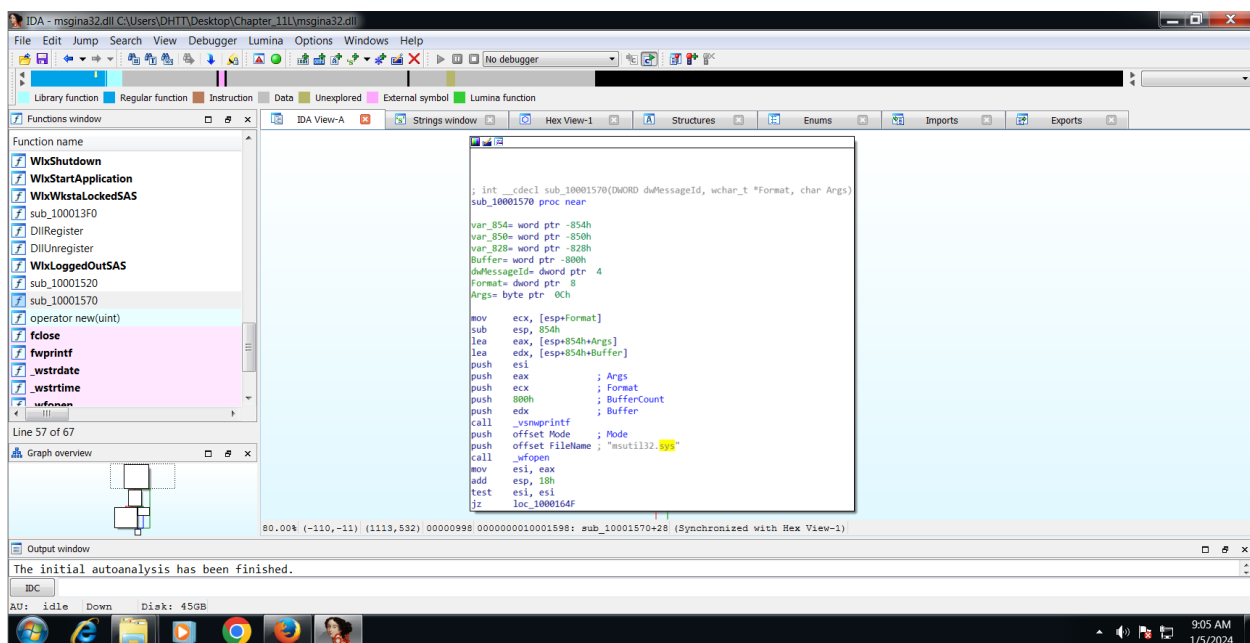 IDA - msgina32.dll C:\Users\DHTT\Desktop\Chapter_11L\msgina32.dll
File Edit Jump Search View Debugger Lumina Options Windows Help
No debugger
Library function Regular function Instruction Data Unexplored External symbol Lumina function
Functions window
IDA View-A Strings window Hex View-1 Structures Enums Imports Exports
Function name
WlxShutdown
WlxStartApplication
WlxWkstaLockedSAS
sub_100013F0
DllRegister
DllUnregister
WlxLoggedOutSAS
sub_10001520
sub_10001570
operator new(uint)
fclose
fwprintf
_wstrdate
_wstrtime
_wfopen
Line 57 of 67
Graph overview
; int __cdecl sub_10001570(DWORD dwMessageId, wchar_t *Format, char Args)
sub_10001570 proc near
var_854= word ptr -854h
var_850= word ptr -850h
var_828= word ptr -828h
Buffer= word ptr -800h
dwMessageId= dword ptr 4
Format= dword ptr 8
Args= byte ptr 0Ch
mov ecx, [esp+Format]
sub esp, 854h
lea eax, [esp+854h+Args]
lea edx, [esp+854h+Buffer]
push esi
push eax ; Args
push ecx ; Format
push 800h ; BufferCount
push edx ; Buffer
call _vsnwprintf
push offset Mode ; Mode
push offset FileName ; "msutil32.sys"
call _wfopen
mov esi, eax
add esp, 18h
test esi, esi
jz loc_1000164F
80.00% (-110,-11) (1113,532) 00000998 0000000010001598: sub_10001570+28 (Synchronized with Hex View-1)
Output window
The initial autoanalysis has been finished.
IDC
AU: idle Down Disk: 45GB
9:05 AM
1/5/2024